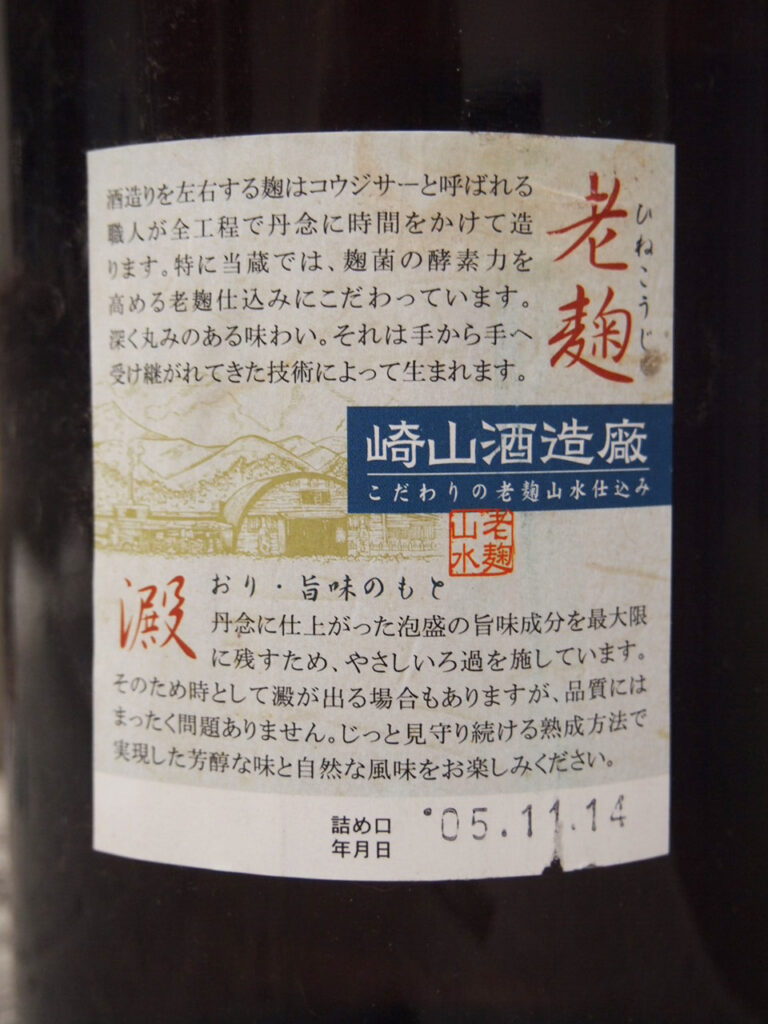 酒造りを左右する麹はコウジサーと呼ばれる
職人が全工程で丹念に時間をかけて造
ります。特に当蔵では、麹菌の酵素力を
高める老麹仕込みにこだわっています。
深く丸みのある味わい。それは手から手へ
受け継がれてきた技術によって生まれます。
老麹
ひねこうじ
崎山酒造廠
こだわりの老麹山水仕込み
老麹
山水
澱
おり・旨味のもと
丹念に仕上がった泡盛の旨味成分を最大限
に残すため、やさしいろ過を施しています。
そのため時として澱が出る場合もありますが、品質には
まったく問題ありません。じっと見守り続ける熟成方法で
実現した芳醇な味と自然な風味をお楽しみください。
詰め口
年月日
'05.11.14